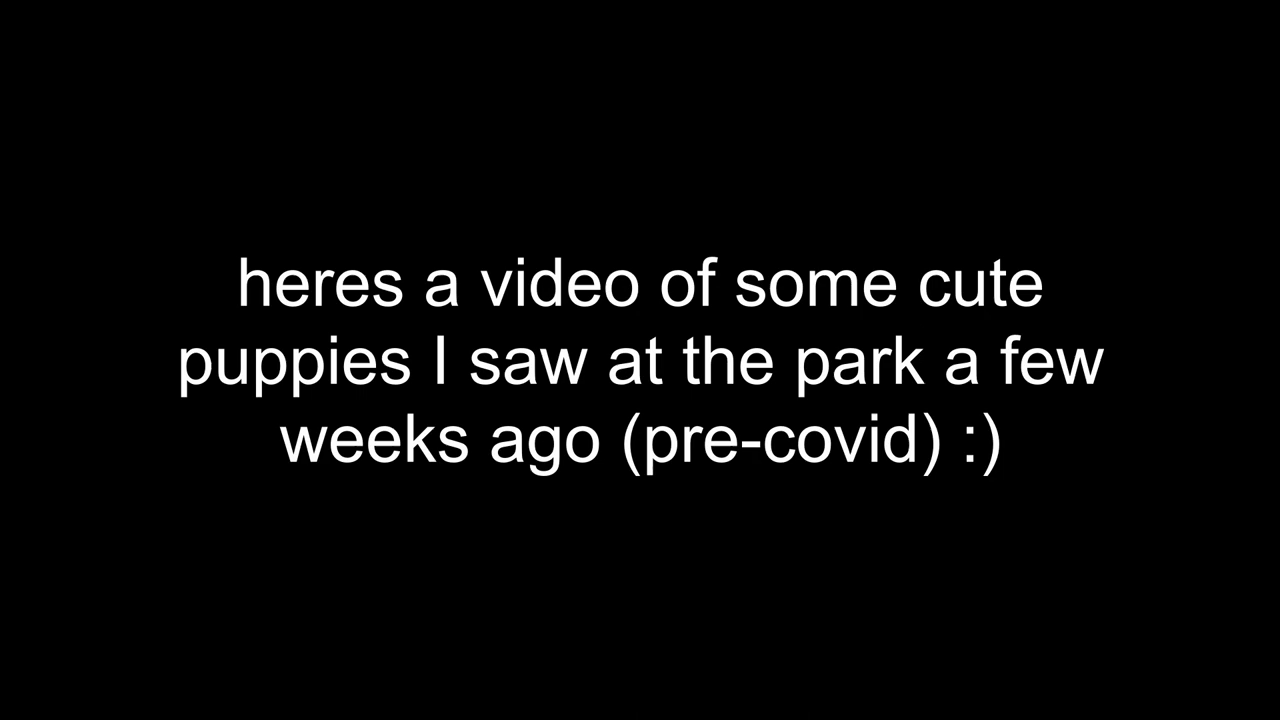 heres a video of some cute
puppies I saw at the park a few
weeks ago (pre-covid) :)